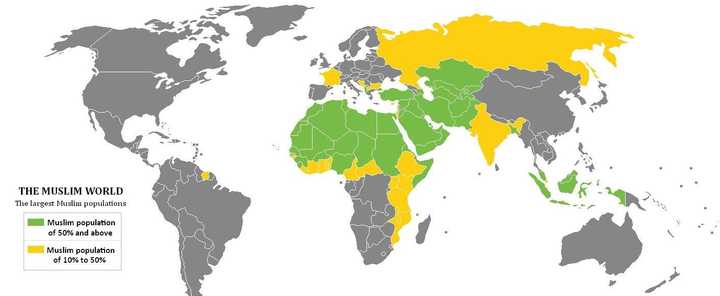 THE MUSLIM WORLD
The largest Muslim populations
Muslim population
of 50% and above
Muslim population
of 10% to 50%